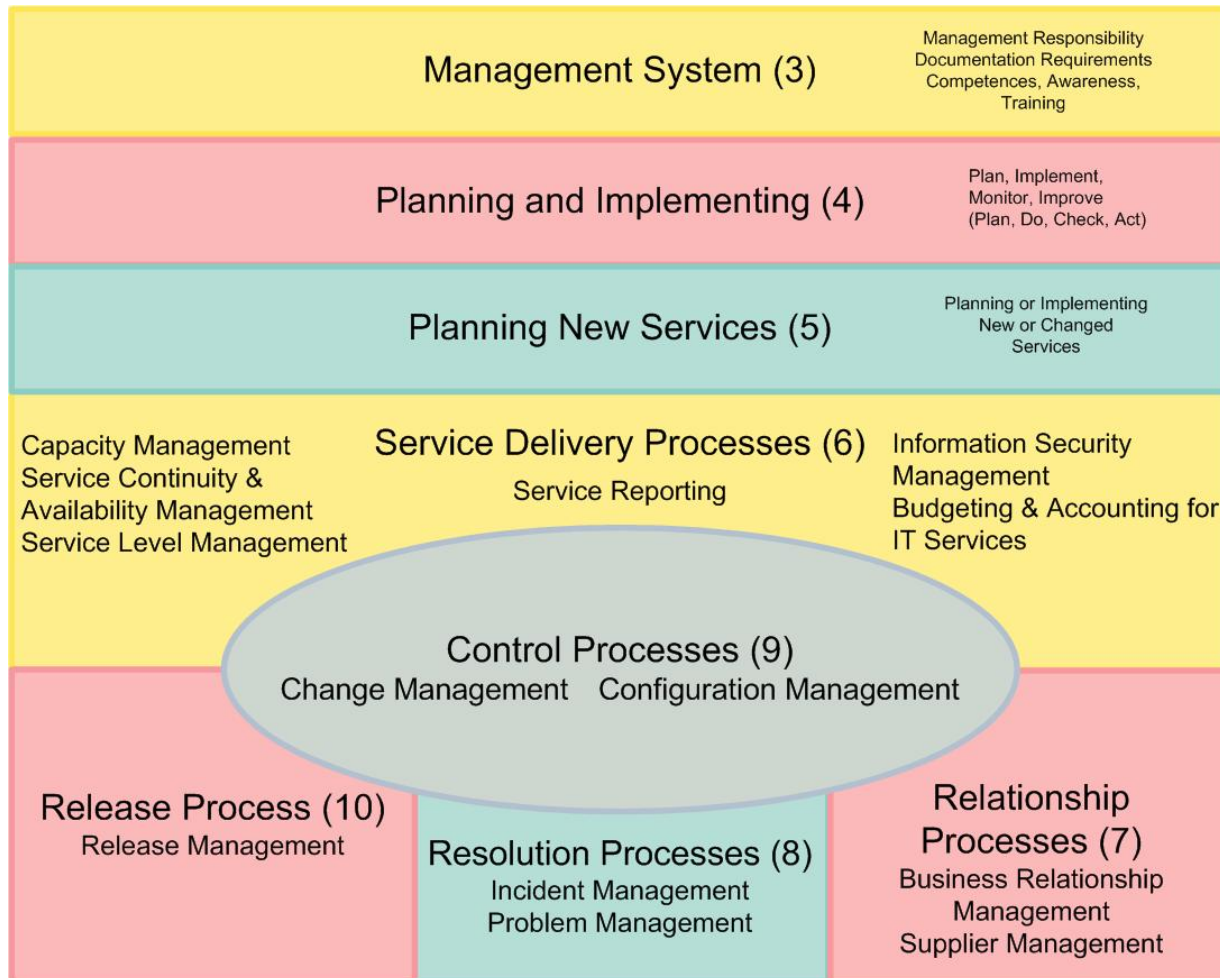 Management System (3)
Management Responsibility
Documentation Requirements
Competences, Awareness,
Training
Planning and Implementing (4)
Plan, Implement,
Monitor, Improve
(Plan, Do, Check, Act)
Planning New Services (5)
Planning or Implementing
New or Changed
Services
Capacity Management
Service Continuity &
Availability Management
Service Level Management
Service Delivery Processes (6)
Service Reporting
Information Security
Management
Budgeting & Accounting for
IT Services
Control Processes (9)
Change Management Configuration Management
Release Process (10)
Release Management
Resolution Processes (8)
Incident Management
Problem Management
Relationship
Processes (7)
Business Relationship
Management
Supplier Management